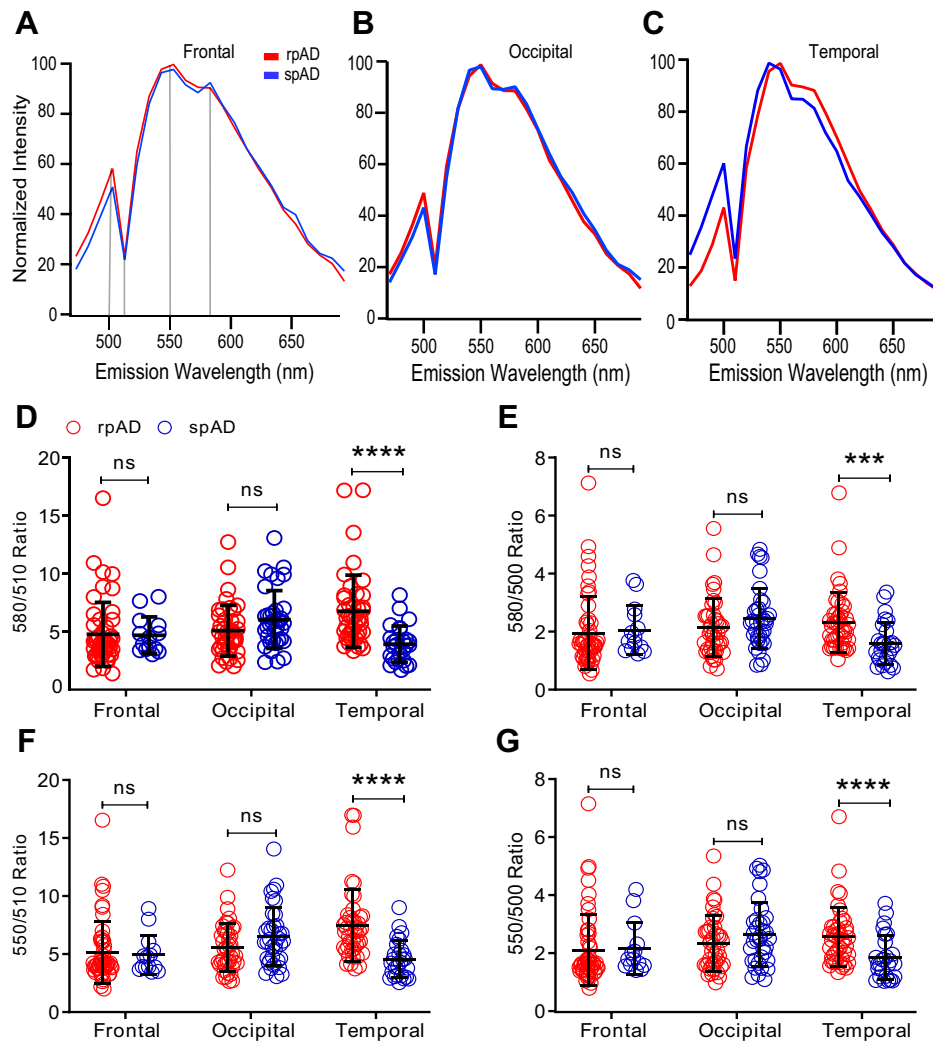 A
B
C
Frontal
rpAD
spAD
Occipital
Temporal
Normalized Intensity
100
80
60
40
20
0
500
550
600
650
Emission Wavelength (nm)
100
80
60
40
20
0
500
550
600
650
Emission Wavelength (nm)
100
80
60
40
20
0
500
550
600
650
Emission Wavelength (nm)
D
rpAD
spAD
580/510 Ratio
20
15
10
5
0
ns
ns
****
Frontal
Occipital
Temporal
E
580/500 Ratio
8
6
4
2
0
ns
ns
***
Frontal
Occipital
Temporal
F
550/510 Ratio
20
15
10
5
0
ns
ns
****
Frontal
Occipital
Temporal
G
550/500 Ratio
8
6
4
2
0
ns
ns
****
Frontal
Occipital
Temporal